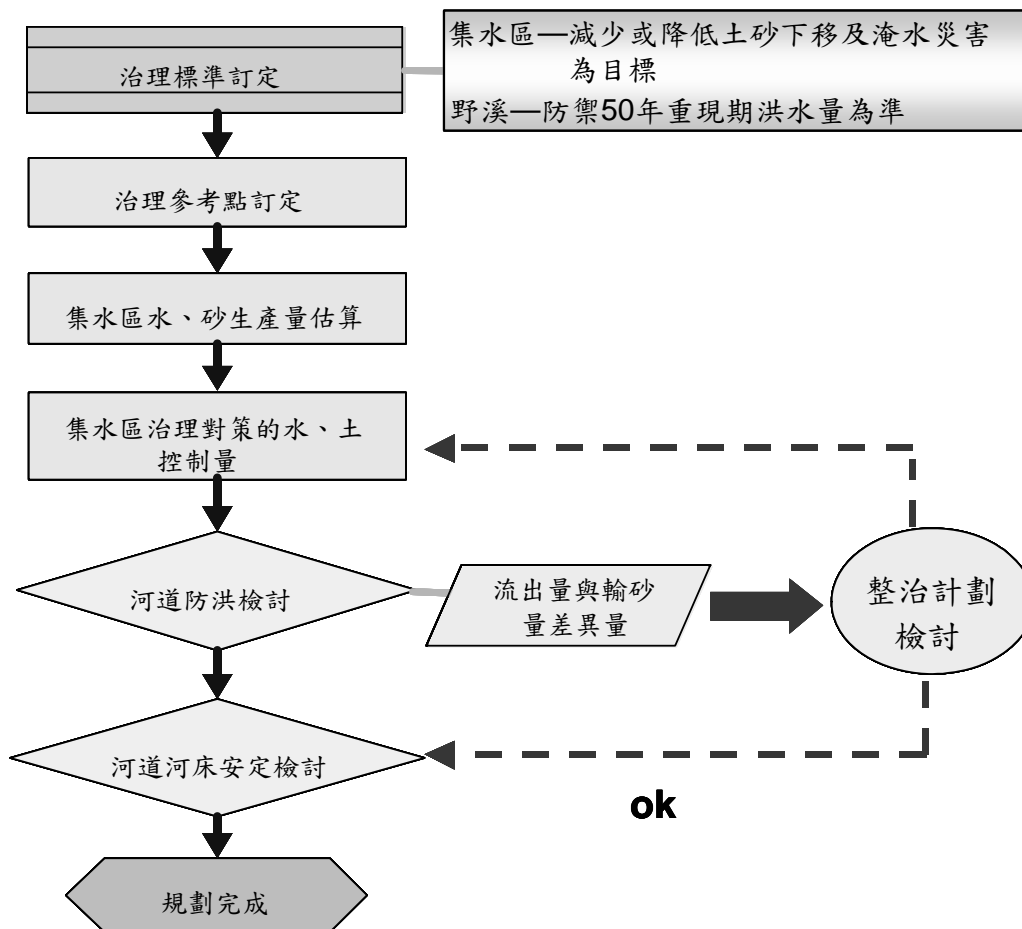 治理標準訂定
集水區—減少或降低土砂下移及淹水災害
為目標
野溪—防禦50年重現期洪水量為準
治理參考點訂定
集水區水、砂生產量估算
集水區治理對策的水、土
控制量
河道防洪檢討
流出量與輸砂
量差異量
整治計劃
檢討
河道河床安定檢討
ok
規劃完成